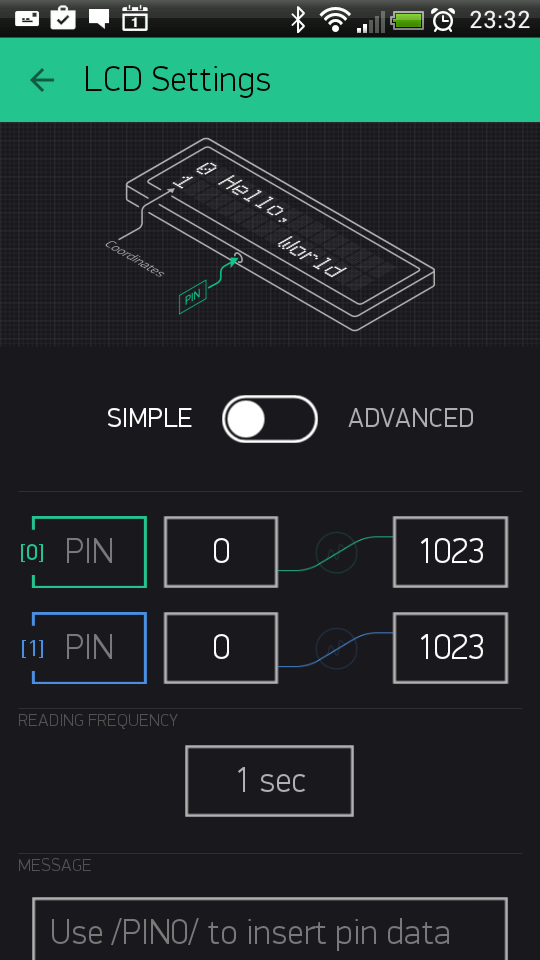 1
23:32
LCD Settings
0 Hello,
1
World
Coordinates
PIN
SIMPLE
ADVANCED
[0] PIN 0 1023
[1] PIN 0 1023
READING FREQUENCY
1 sec
MESSAGE
Use /PIN0/ to insert pin data